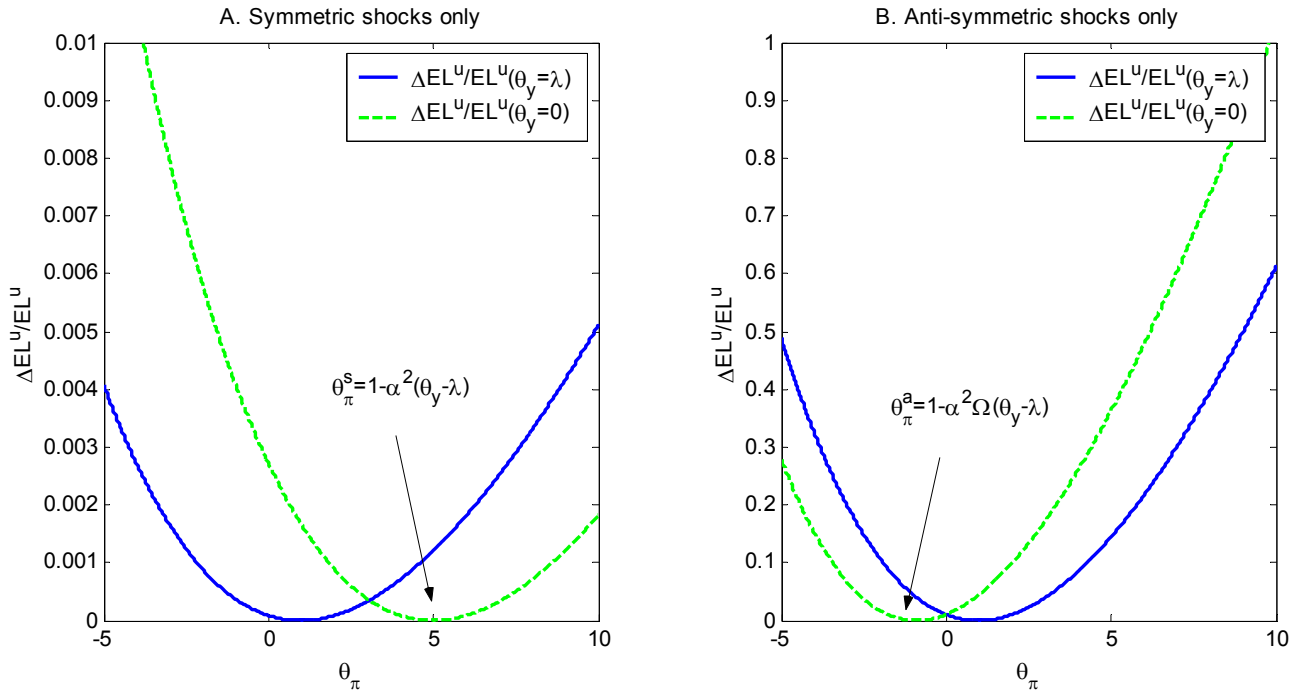 A. Symmetric shocks only
0.01
0.009
0.008
0.007
0.006
0.005
0.004
0.003
0.002
0.001
0
ΔEL^u/EL^u
-5
0
5
10
θ_π
ΔEL^u/EL^u(θ_y=λ)
ΔEL^u/EL^u(θ_y=0)
θ_π^s=1-α^2(θ_y-λ)
B. Anti-symmetric shocks only
1
0.9
0.8
0.7
0.6
0.5
0.4
0.3
0.2
0.1
0
ΔEL^u/EL^u
-5
0
5
10
θ_π
ΔEL^u/EL^u(θ_y=λ)
ΔEL^u/EL^u(θ_y=0)
θ_π^a=1-α^2Ω(θ_y-λ)